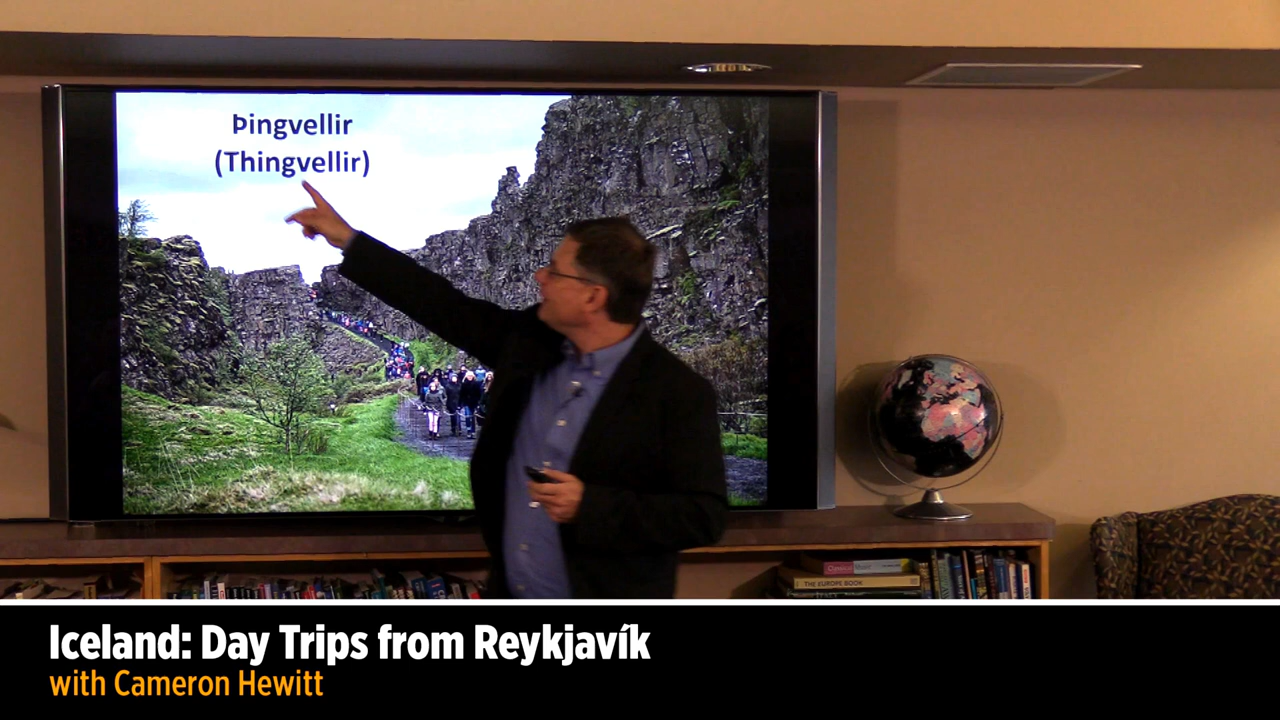 Þingvellir
(Thingvellir)
THE EUROPE BOOK
Iceland: Day Trips from Reykjavík
with Cameron Hewitt